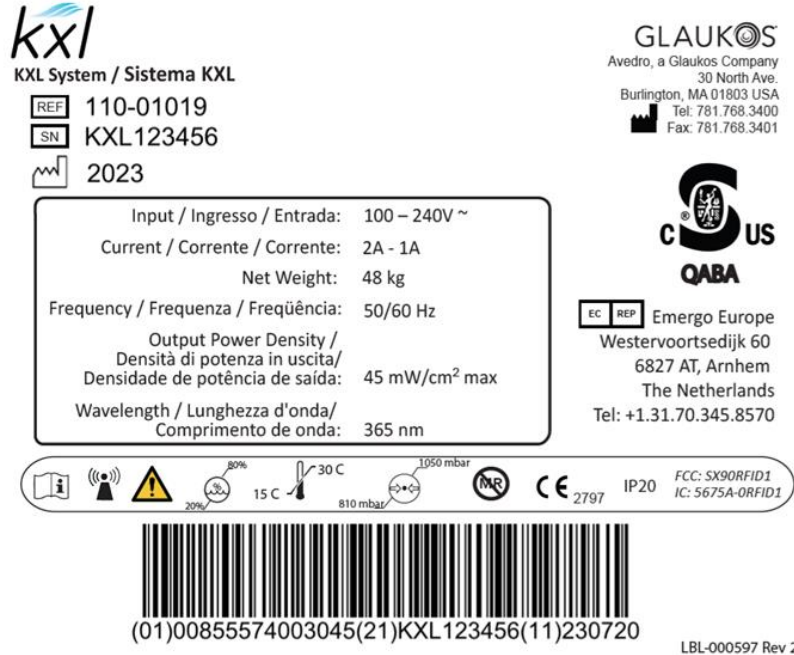 kxl
KXL System / Sistema KXL
REF 110-01019
SN KXL123456
2023
GLAUKOS
Avedro, a Glaukos Company
30 North Ave.
Burlington, MA 01803 USA
Tel: 781.768.3400
Fax: 781.768.3401
Input / Ingresso / Entrada: 100 – 240V ~
Current / Corrente / Corrente: 2A - 1A
Net Weight: 48 kg
Frequency / Frequenza / Freqüência: 50/60 Hz
Output Power Density /
Densità di potenza in uscita/
Densidade de potência de saída: 45 mW/cm² max
Wavelength / Lunghezza d'onda/
Comprimento de onda: 365 nm
® C US
QABA
EC REP Emergo Europe
Westervoortsedijk 60
6827 AT, Arnhem
The Netherlands
Tel: +1.31.70.345.8570
i
20% % 80%
15 C 30 C
810 mbar 1050 mbar
MR
CE 2797
IP20
FCC: SX90RFID1
IC: 5675A-0RFID1
(01)00855574003045(21)KXL123456(11)230720
LBL-000597 Rev 2